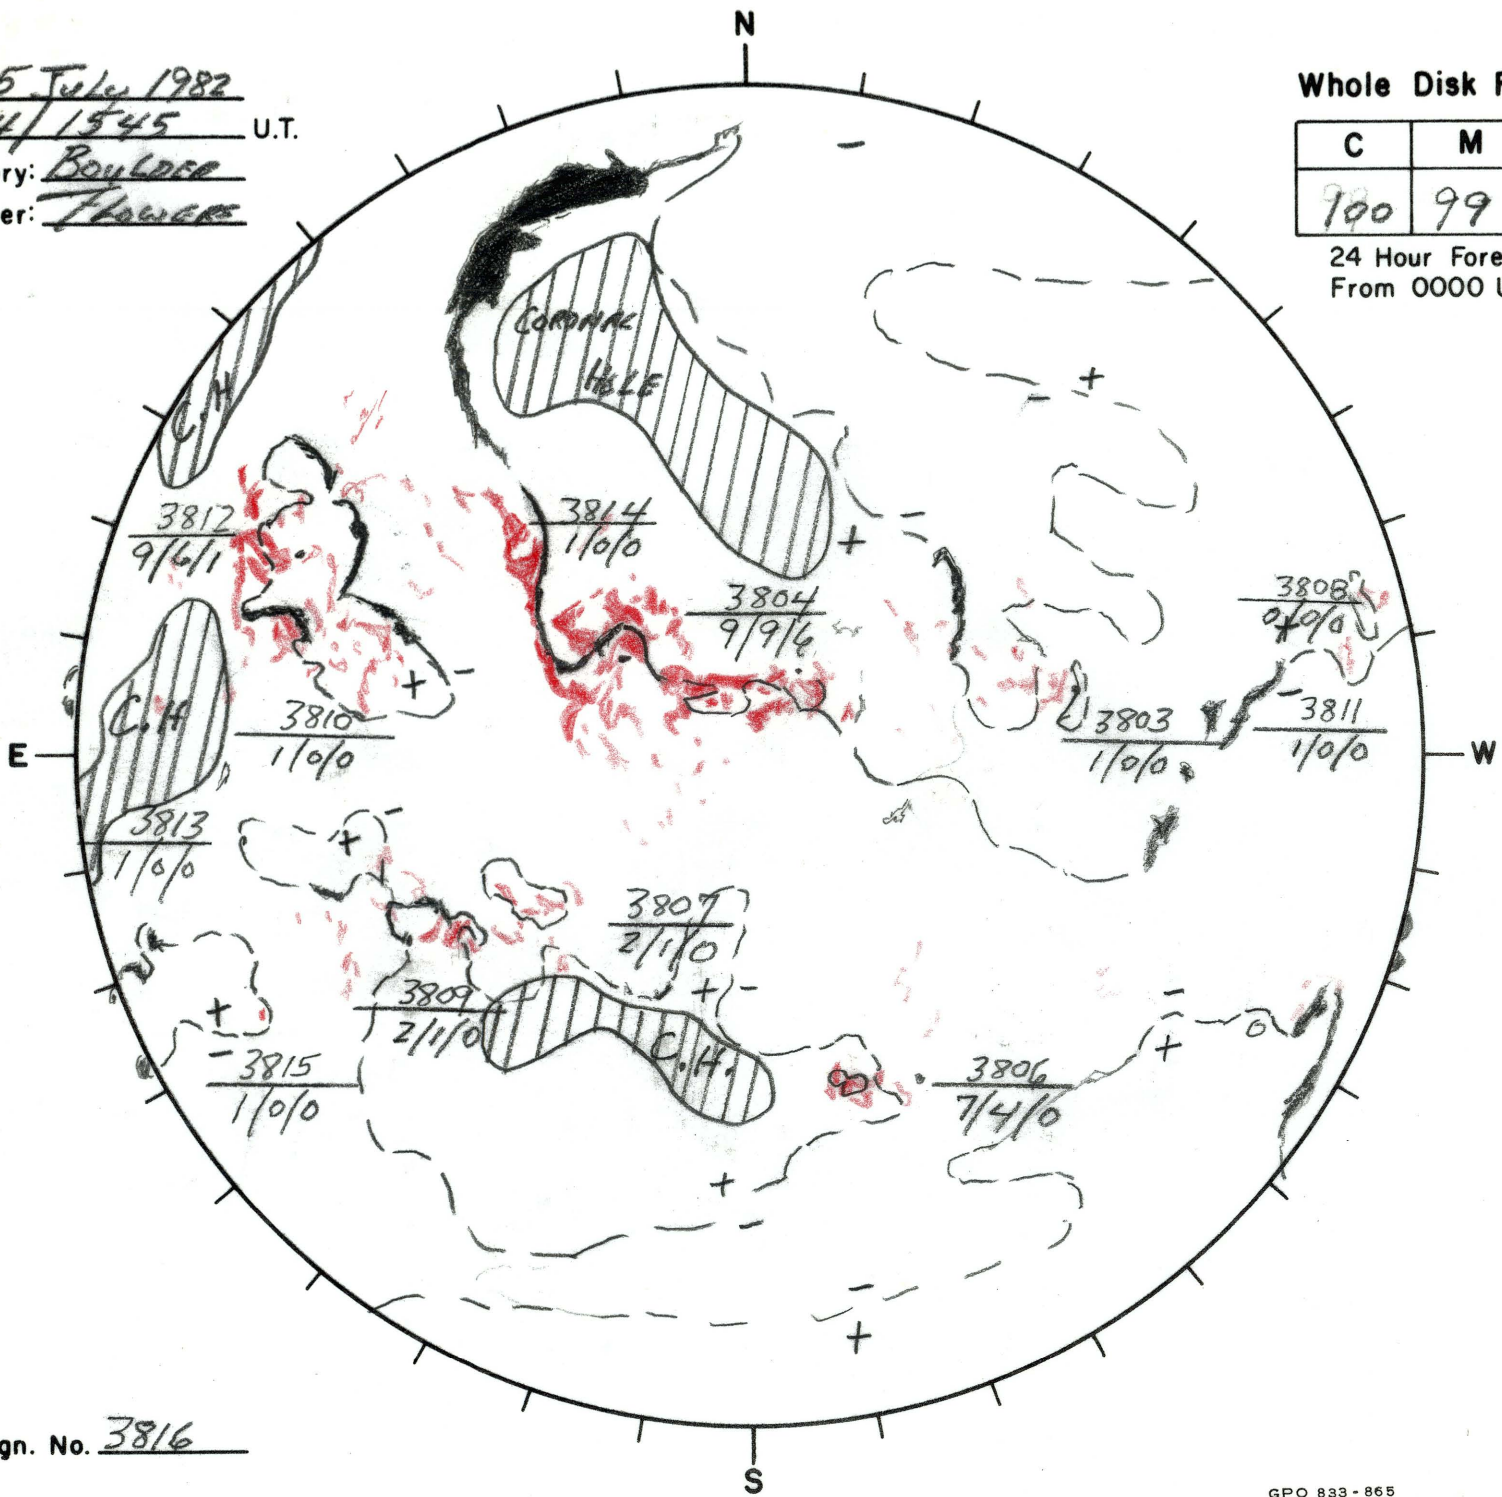 N
5 July 1982
4/1545 U.T.
ry: BOULDER
er: FLOWERS
Whole Disk F
C M
100 99
24 Hour Fore
From 0000 U
CORONAL
HOLE
C.H
3812
9/6/1
3814
1/0/0
3804
9/9/6
3808
0/0/0
3810
1/0/0
C.H
3803
1/0/0
3811
1/0/0
E
W
3813
1/0/0
3807
2/1/0
3809
2/1/0
C.H.
3815
1/0/0
3806
7/4/0
gn. No. 3816
S
GPO 833-865